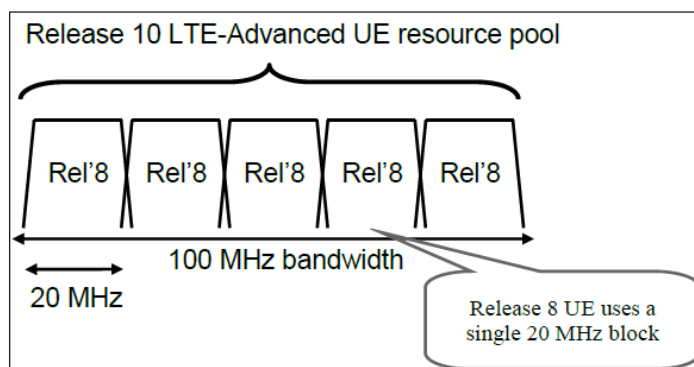 Release 10 LTE-Advanced UE resource pool
Rel'8 Rel'8 Rel'8 Rel'8 Rel'8
100 MHz bandwidth
20 MHz
Release 8 UE uses a
single 20 MHz block